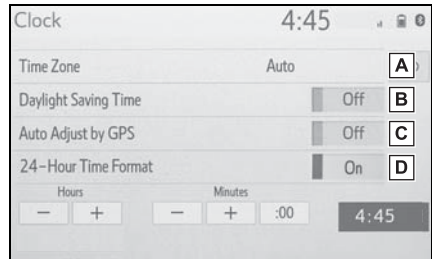 Clock 4:45
Time Zone Auto A
Daylight Saving Time Off B
Auto Adjust by GPS Off C
24-Hour Time Format On D
Hours Minutes
- + - + :00 4:45